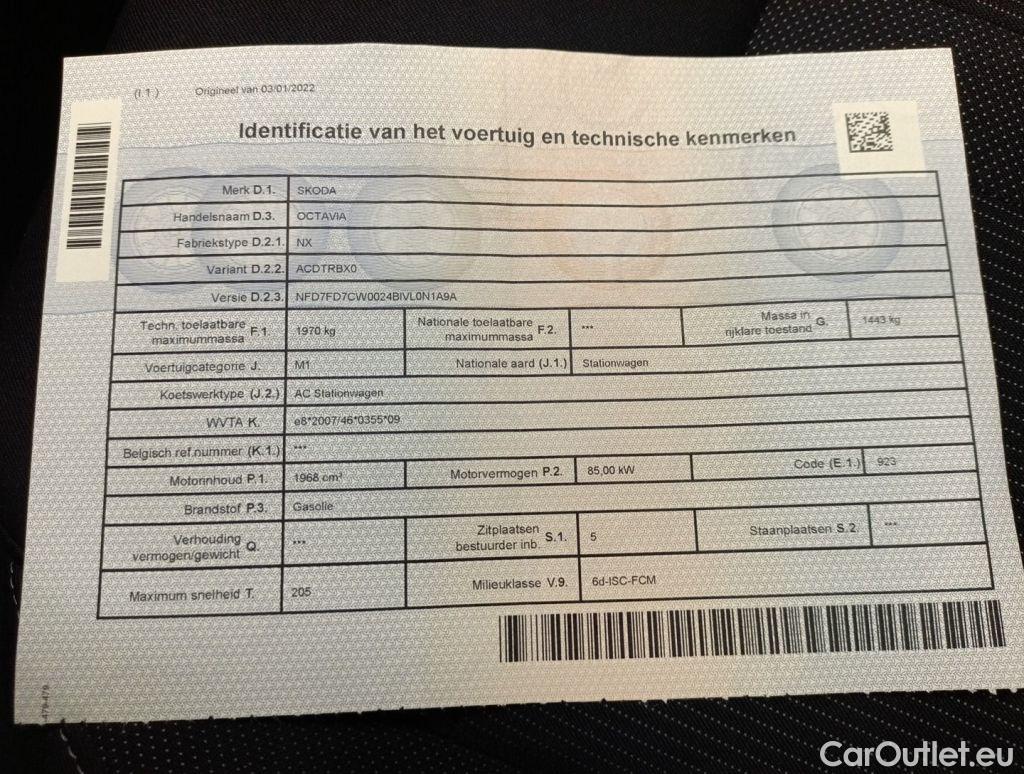 (I.1) Origineel van 03/01/2022
Identificatie van het voertuig en technische kenmerken
Merk D.1. SKODA
Handelsnaam D.3. OCTAVIA
Fabriekstype D.2.1. NX
Variant D.2.2. ACDTRBX0
Versie D.2.3. NFD7FD7CW0024BIVL0N1A9A
Techn. toelaatbare maximummassa F.1. 1970 kg Nationale toelaatbare maximummassa F.2. *** Massa in rijklare toestand G. 1443 kg
Voertuigcategorie J. M1 Nationale aard (J.1.) Stationwagen
Koetswerktype (J.2.) AC Stationwagen
WVTA K. e8*2007/46*0355*09
Belgisch ref.nummer (K.1.) ***
Motorinhoud P.1. 1968 cm³ Motorvermogen P.2. 85,00 kW Code (E.1.) 923
Brandstof P.3. Gasolie
Verhouding vermogen/gewicht Q. *** Zitplaatsen bestuurder inb. S.1. 5 Staanplaatsen S.2. ***
Maximum snelheid T. 205 Milieuklasse V.9. 6d-ISC-FCM
CarOutlet.eu